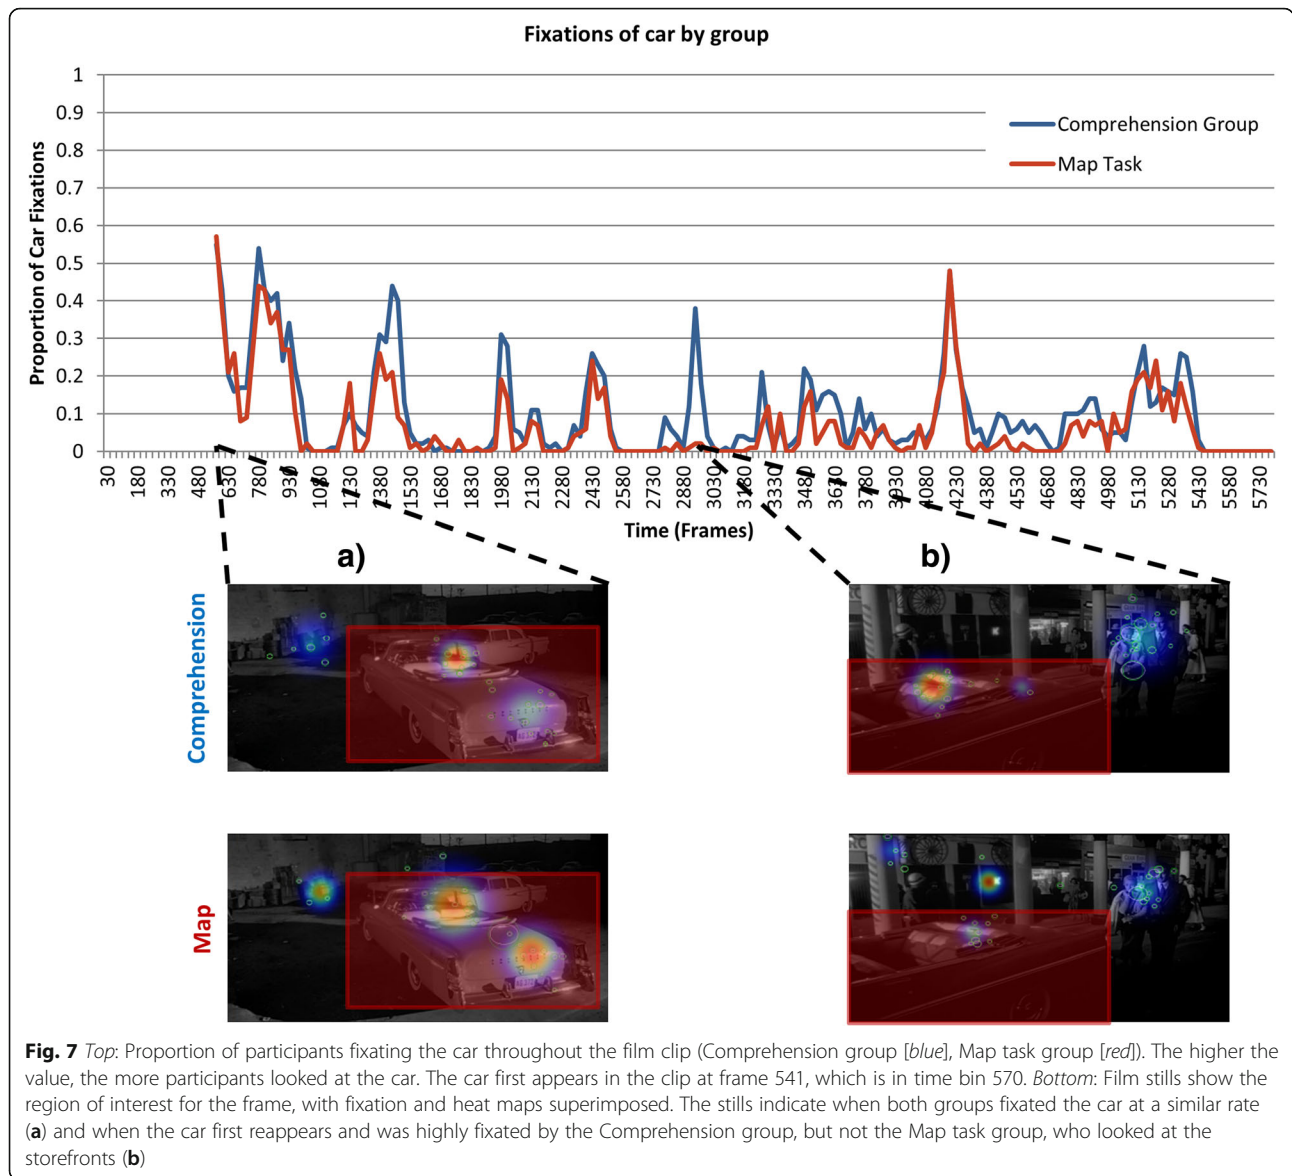 Fixations of car by group
Proportion of Car Fixations
1
0.9
0.8
0.7
0.6
0.5
0.4
0.3
0.2
0.1
0
Comprehension Group
Map Task
30 180 330 480 630 780 930 1080 1230 1380 1530 1680 1830 1980 2130 2280 2430 2580 2730 2880 3030 3180 3330 3480 3630 3780 3930 4080 4230 4380 4530 4680 4830 4980 5130 5280 5430 5580 5730
Time (Frames)
a)
b)
Comprehension
Map
Fig. 7 Top: Proportion of participants fixating the car throughout the film clip (Comprehension group [blue], Map task group [red]). The higher the
value, the more participants looked at the car. The car first appears in the clip at frame 541, which is in time bin 570. Bottom: Film stills show the
region of interest for the frame, with fixation and heat maps superimposed. The stills indicate when both groups fixated the car at a similar rate
(a) and when the car first reappears and was highly fixated by the Comprehension group, but not the Map task group, who looked at the
storefronts (b)